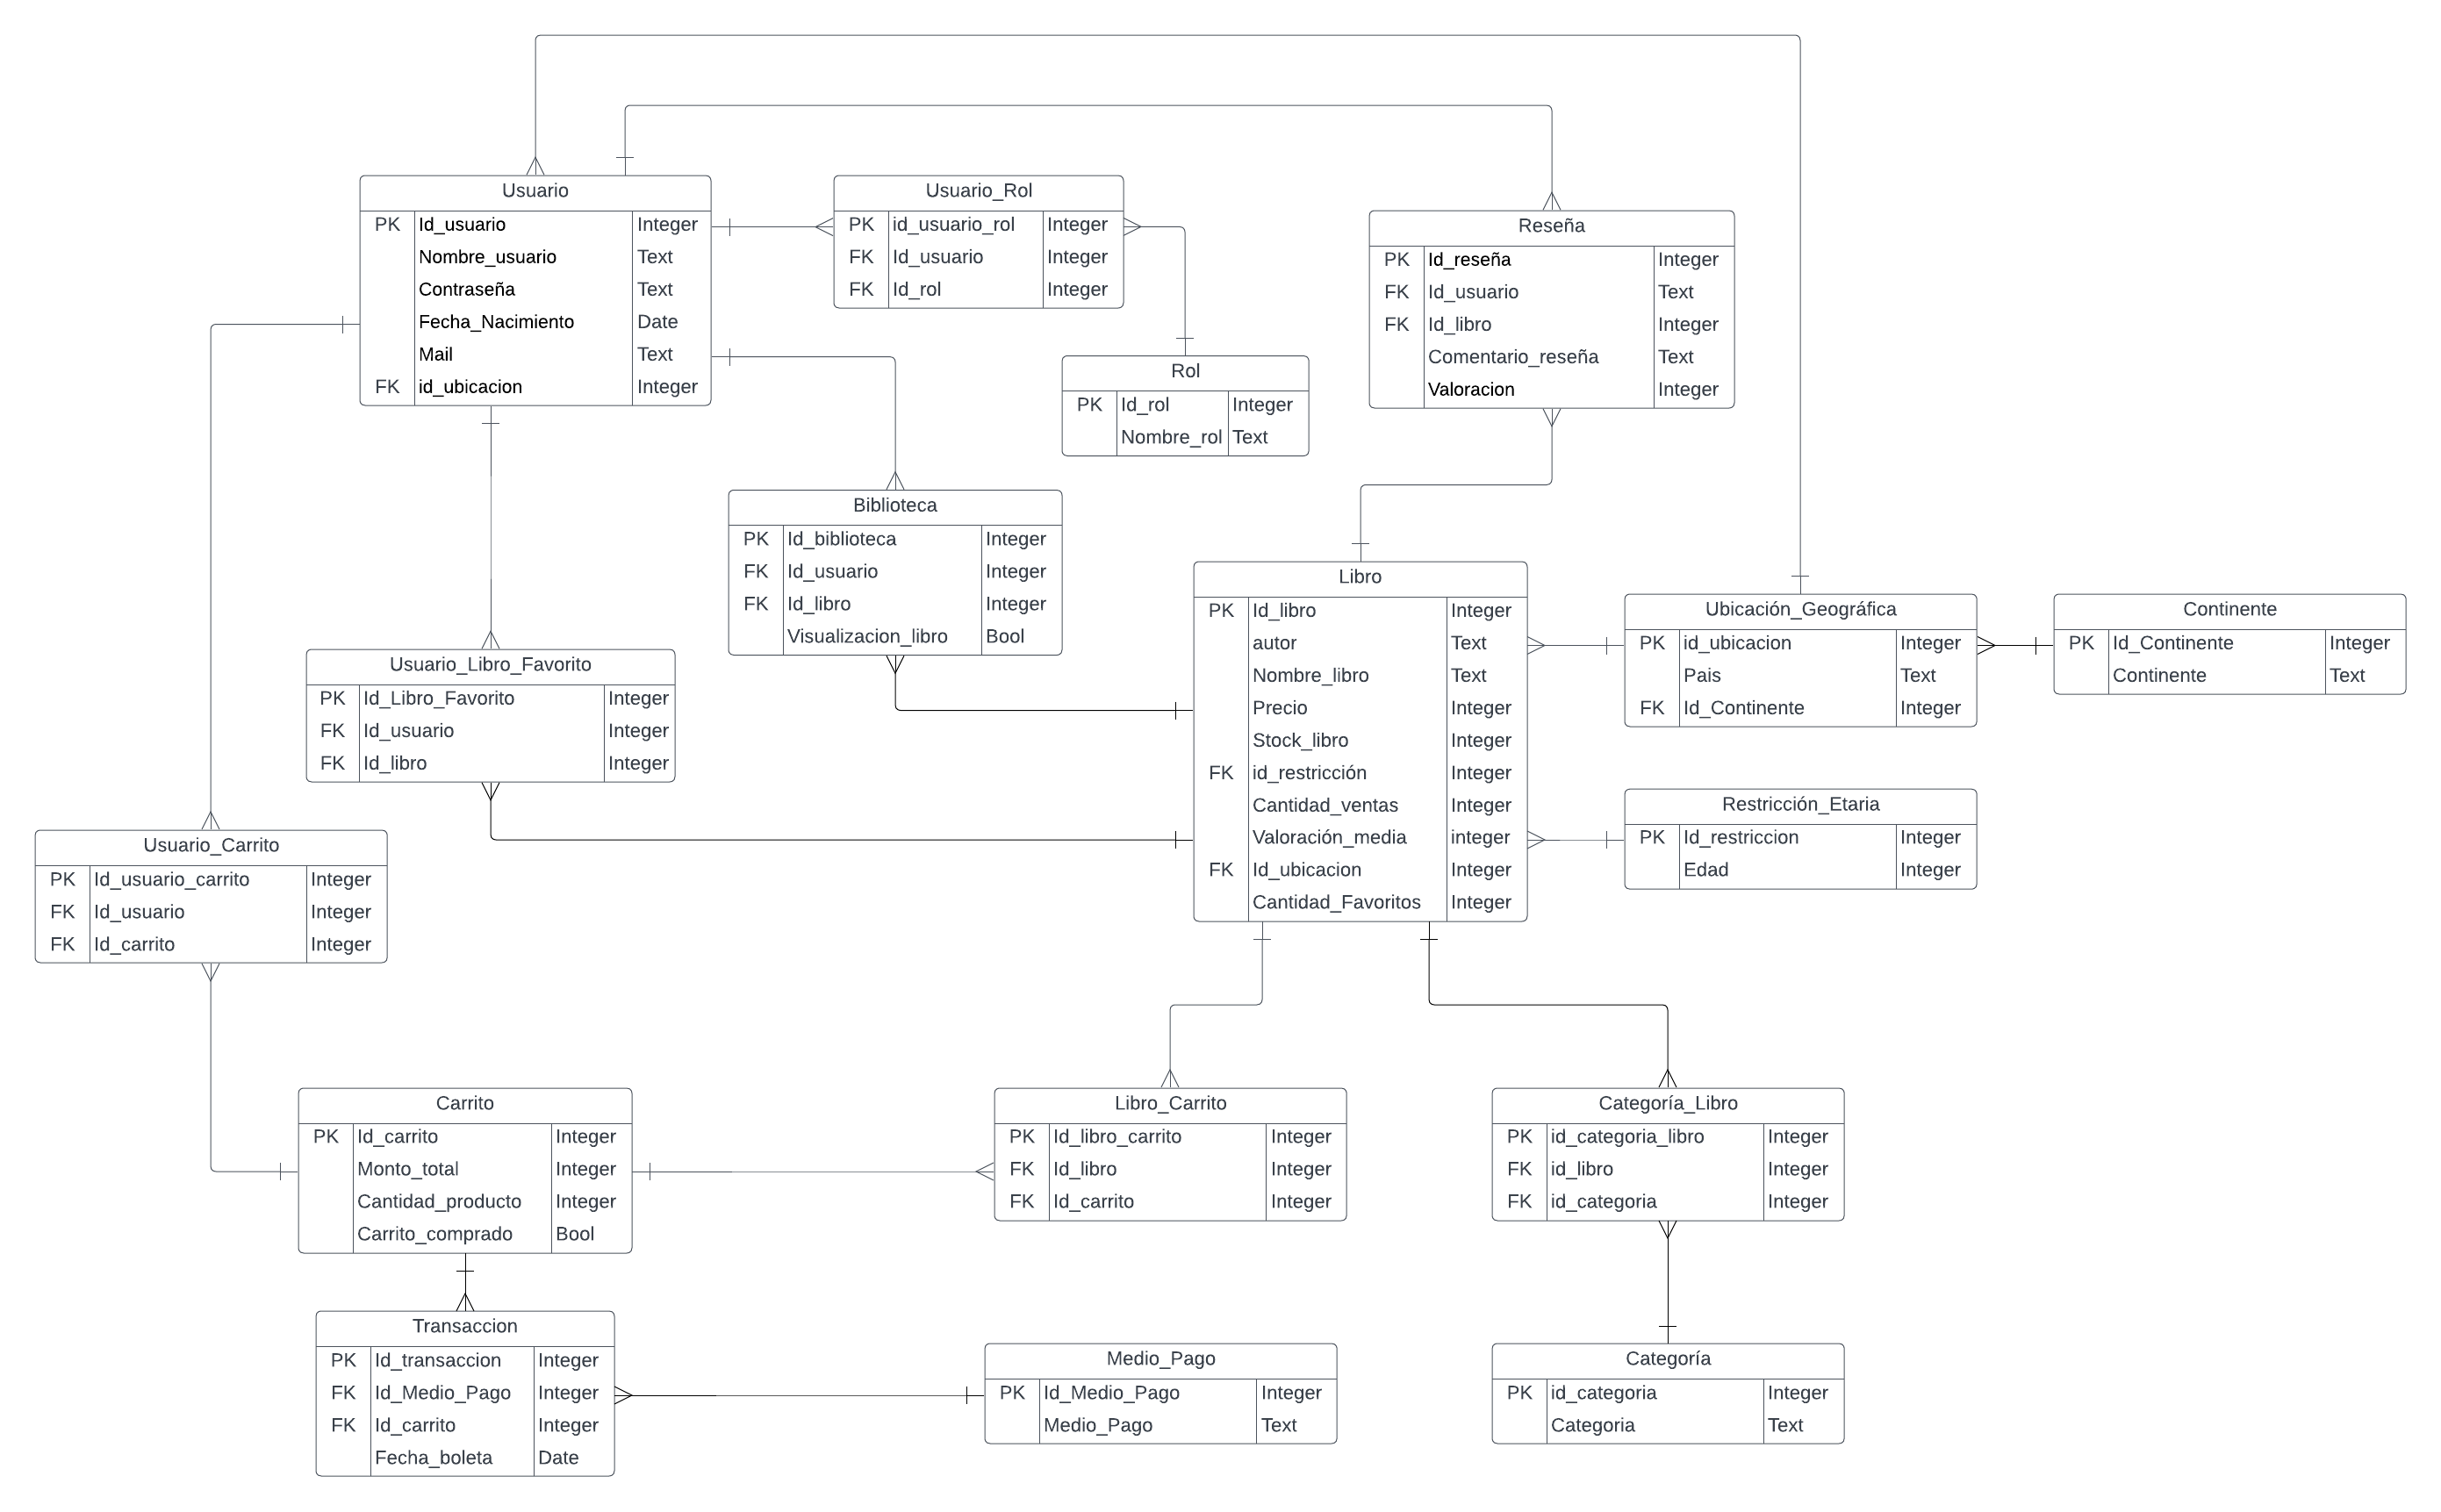 Usuario
PK Id_usuario Integer
Nombre_usuario Text
Contraseña Text
Fecha_Nacimiento Date
Mail Text
FK id_ubicacion Integer
Usuario_Rol
PK id_usuario_rol Integer
FK Id_usuario Integer
FK Id_rol Integer
Reseña
PK Id_reseña Integer
FK Id_usuario Text
FK Id_libro Integer
Comentario_reseña Text
Valoracion Integer
Rol
PK Id_rol Integer
Nombre_rol Text
Biblioteca
PK Id_biblioteca Integer
FK Id_usuario Integer
FK Id_libro Integer
Visualizacion_libro Bool
Libro
PK Id_libro Integer
autor Text
Nombre_libro Text
Precio Integer
Stock_libro Integer
FK id_restricción Integer
Cantidad_ventas Integer
Valoración_media integer
FK Id_ubicacion Integer
Cantidad_Favoritos Integer
Ubicación_Geográfica
PK id_ubicacion Integer
Pais Text
FK Id_Continente Integer
Continente
PK Id_Continente Integer
Continente Text
Usuario_Libro_Favorito
PK Id_Libro_Favorito Integer
FK Id_usuario Integer
FK Id_libro Integer
Restricción_Etaria
PK Id_restriccion Integer
Edad Integer
Usuario_Carrito
PK Id_usuario_carrito Integer
FK Id_usuario Integer
FK Id_carrito Integer
Carrito
PK Id_carrito Integer
Monto_total Integer
Cantidad_producto Integer
Carrito_comprado Bool
Libro_Carrito
PK Id_libro_carrito Integer
FK Id_libro Integer
FK Id_carrito Integer
Categoría_Libro
PK id_categoria_libro Integer
FK id_libro Integer
FK id_categoria Integer
Transaccion
PK Id_transaccion Integer
FK Id_Medio_Pago Integer
FK Id_carrito Integer
Fecha_boleta Date
Medio_Pago
PK Id_Medio_Pago Integer
Medio_Pago Text
Categoría
PK id_categoria Integer
Categoria Text